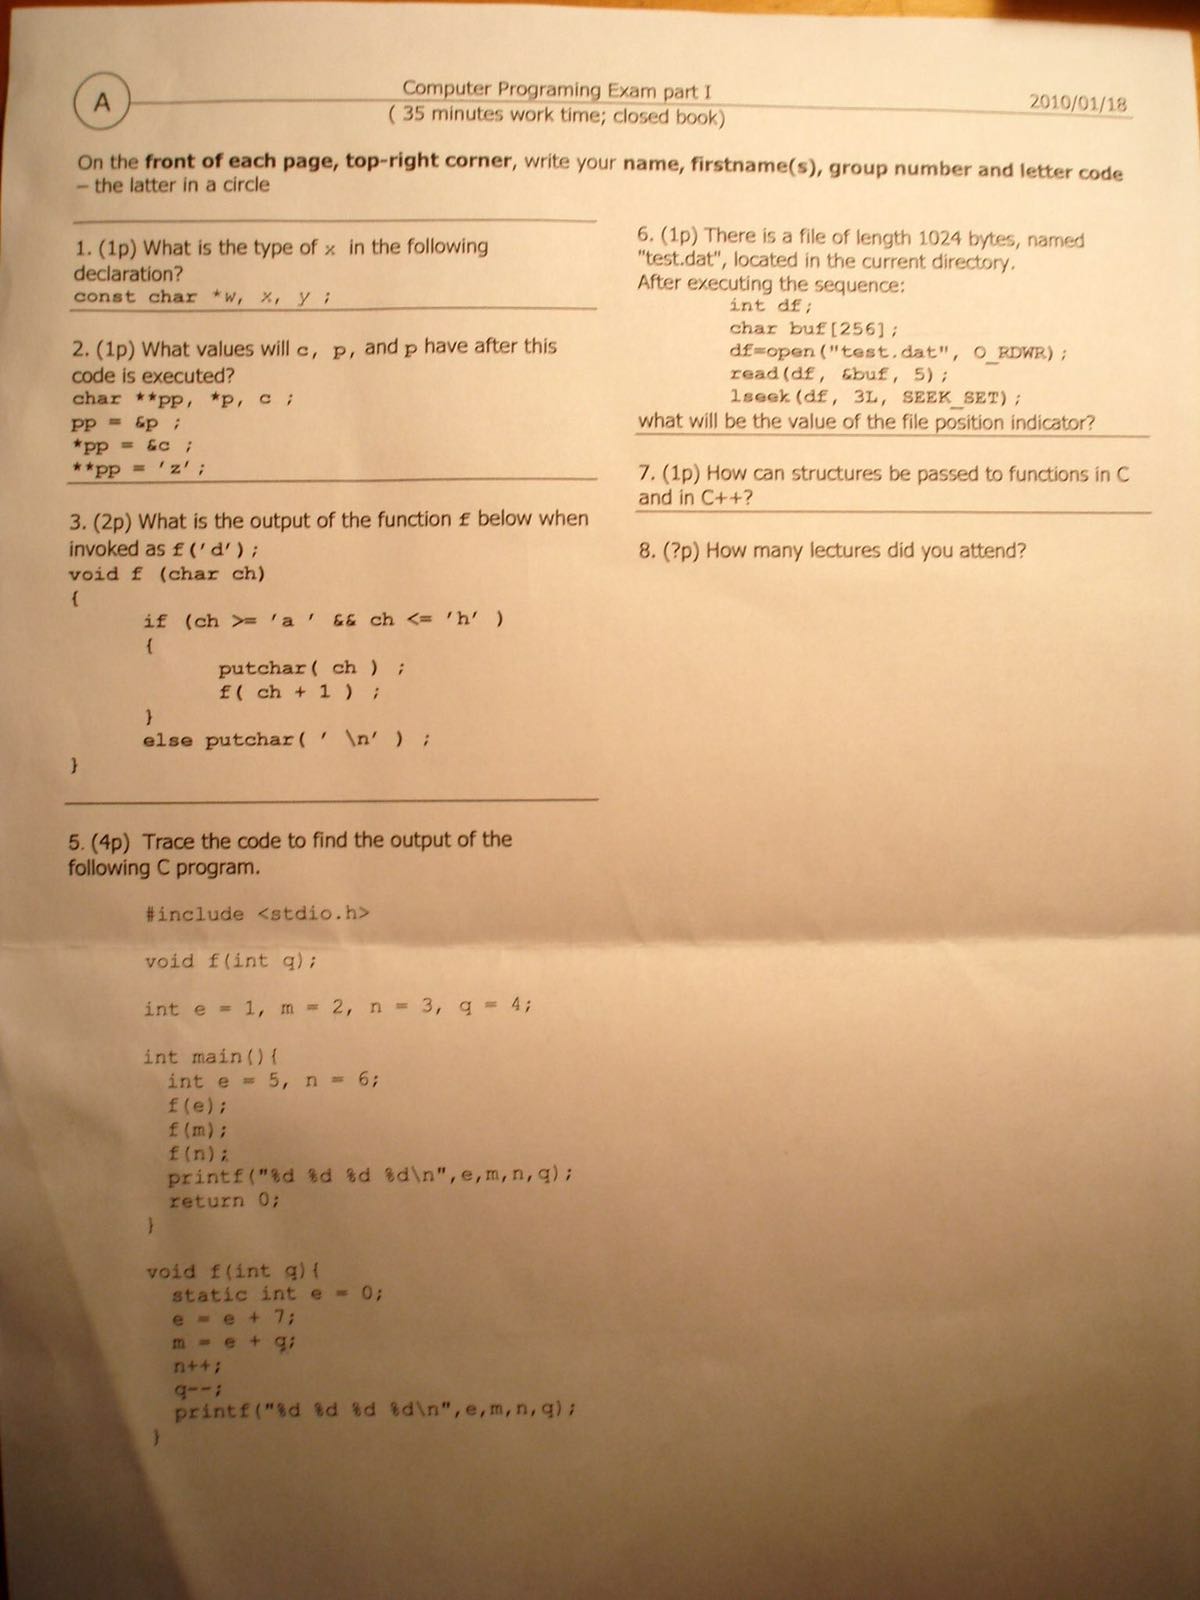 A
Computer Programing Exam part I
2010/01/18
( 35 minutes work time; closed book)
On the front of each page, top-right corner, write your name, firstname(s), group number and letter code
– the latter in a circle
1. (1p) What is the type of x in the following
declaration?
const char *w, x, y ;
2. (1p) What values will c, p, and p have after this
code is executed?
char **pp, *p, c ;
pp = &p ;
*pp = &c ;
**pp = 'z' ;
3. (2p) What is the output of the function f below when
invoked as f('d');
void f (char ch)
{
if (ch >= 'a ' && ch <= 'h' )
{
putchar( ch ) ;
f( ch + 1 ) ;
}
else putchar( ' \n' ) ;
}
5. (4p) Trace the code to find the output of the
following C program.
#include <stdio.h>
void f(int q);
int e = 1, m = 2, n = 3, q = 4;
int main(){
int e = 5, n = 6;
f(e);
f(m);
f(n);
printf("%d %d %d %d\n",e,m,n,q);
return 0;
}
void f(int q){
static int e = 0;
e = e + 7;
m = e + q;
n++;
q--;
printf("%d %d %d %d\n",e,m,n,q);
}
6. (1p) There is a file of length 1024 bytes, named
"test.dat", located in the current directory.
After executing the sequence:
int df;
char buf[256];
df=open("test.dat", O_RDWR);
read(df, &buf, 5);
lseek(df, 3L, SEEK_SET);
what will be the value of the file position indicator?
7. (1p) How can structures be passed to functions in C
and in C++?
8. (?p) How many lectures did you attend?